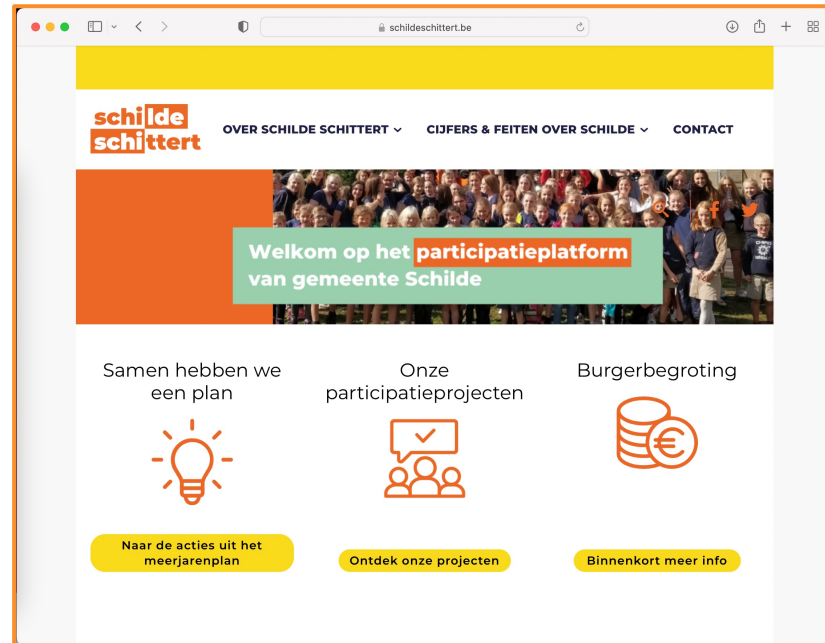 schildeschittert.be
schilde
schittert
OVER SCHILDE SCHITTERT
CIJFERS & FEITEN OVER SCHILDE
CONTACT
Welkom op het participatieplatform
van gemeente Schilde
Samen hebben we
een plan
Onze
participatieprojecten
Burgerbegroting
Naar de acties uit het
meerjarenplan
Ontdek onze projecten
Binnenkort meer info